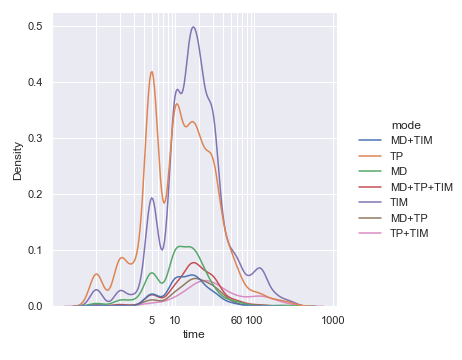 0.5
0.4
0.3
0.2
0.1
0.0
Density
5 10 60 100 1000
time
mode
MD+TIM
TP
MD
MD+TP+TIM
TIM
MD+TP
TP+TIM